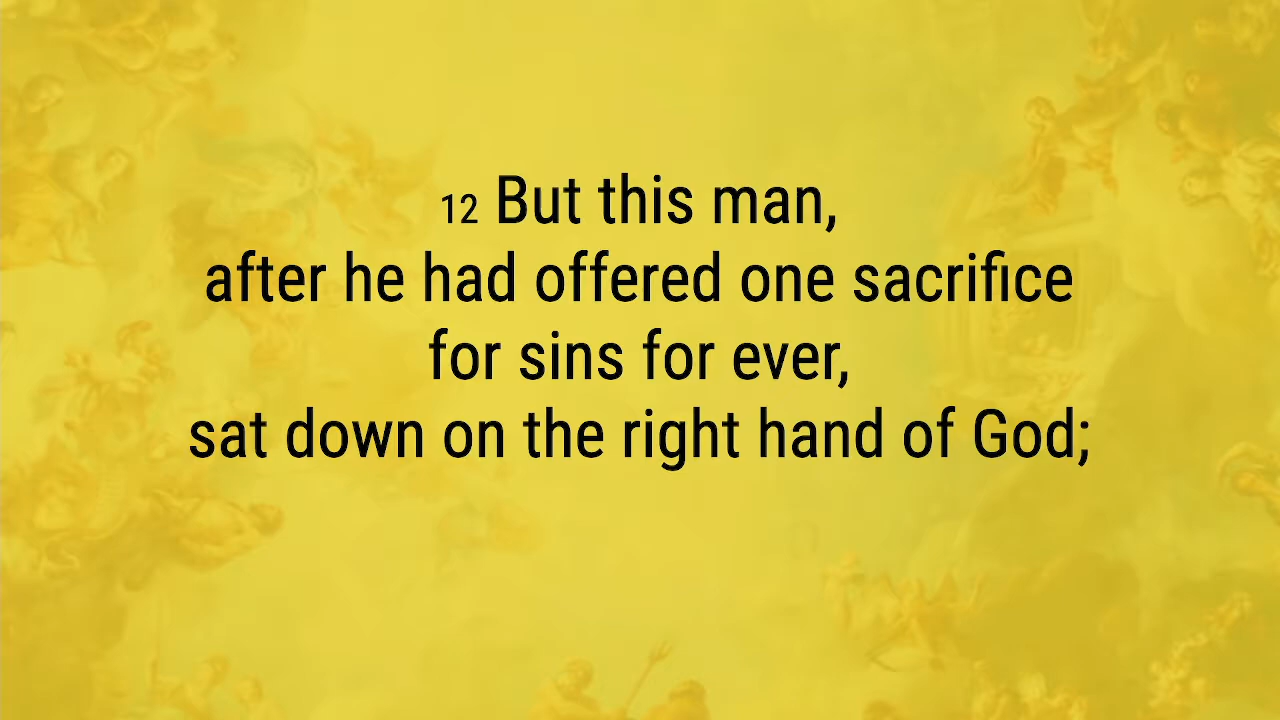 12 But this man,
after he had offered one sacrifice
for sins for ever,
sat down on the right hand of God;